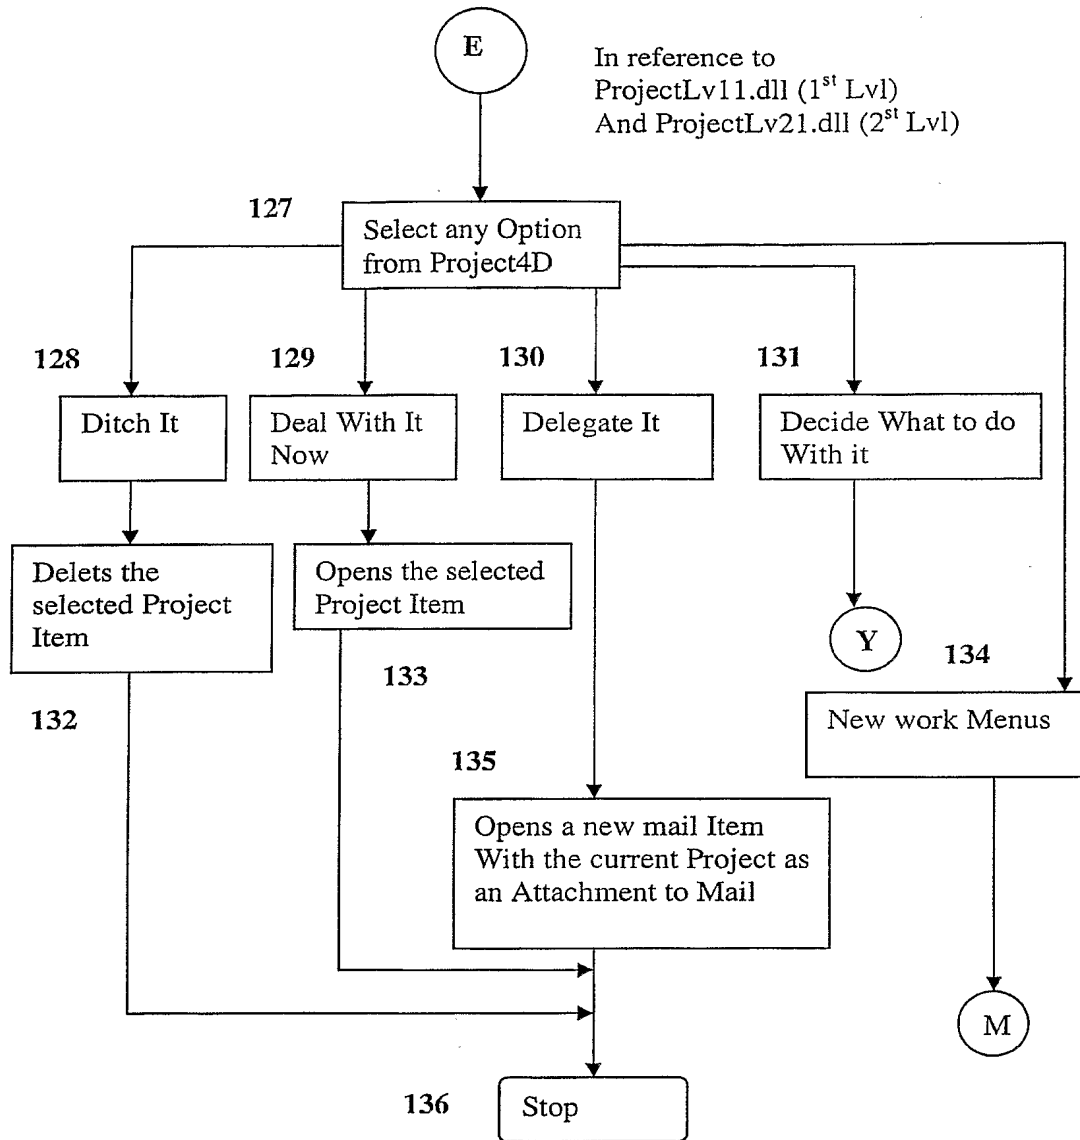 E
In reference to
ProjectLv11.dll (1st Lvl)
And ProjectLv21.dll (2st Lvl)
127
Select any Option
from Project4D
128
129
130
131
Ditch It
Deal With It
Now
Delegate It
Decide What to do
With it
Delets the
selected Project
Item
Opens the selected
Project Item
Y
134
133
132
New work Menus
135
Opens a new mail Item
With the current Project as
an Attachment to Mail
M
136
Stop